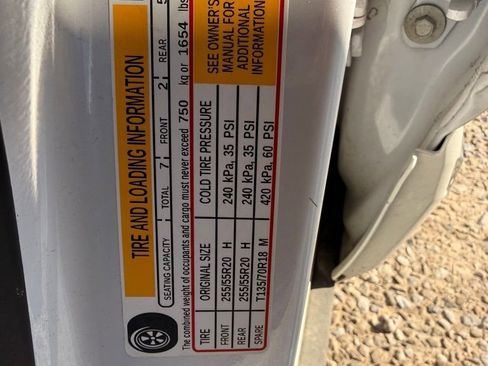 TIRE AND LOADING INFORMATION
SEATING CAPACITY TOTAL 7 FRONT 2 REAR 5
The combined weight of occupants and cargo must never exceed 750 kg or 1654 lbs
TIRE ORIGINAL SIZE COLD TIRE PRESSURE
FRONT 255/55R20 H 240 kPa, 35 PSI
REAR 255/55R20 H 240 kPa, 35 PSI
SPARE T135/70R18 M 420 kPa, 60 PSI
SEE OWNER'S
MANUAL FOR
ADDITIONAL
INFORMATION